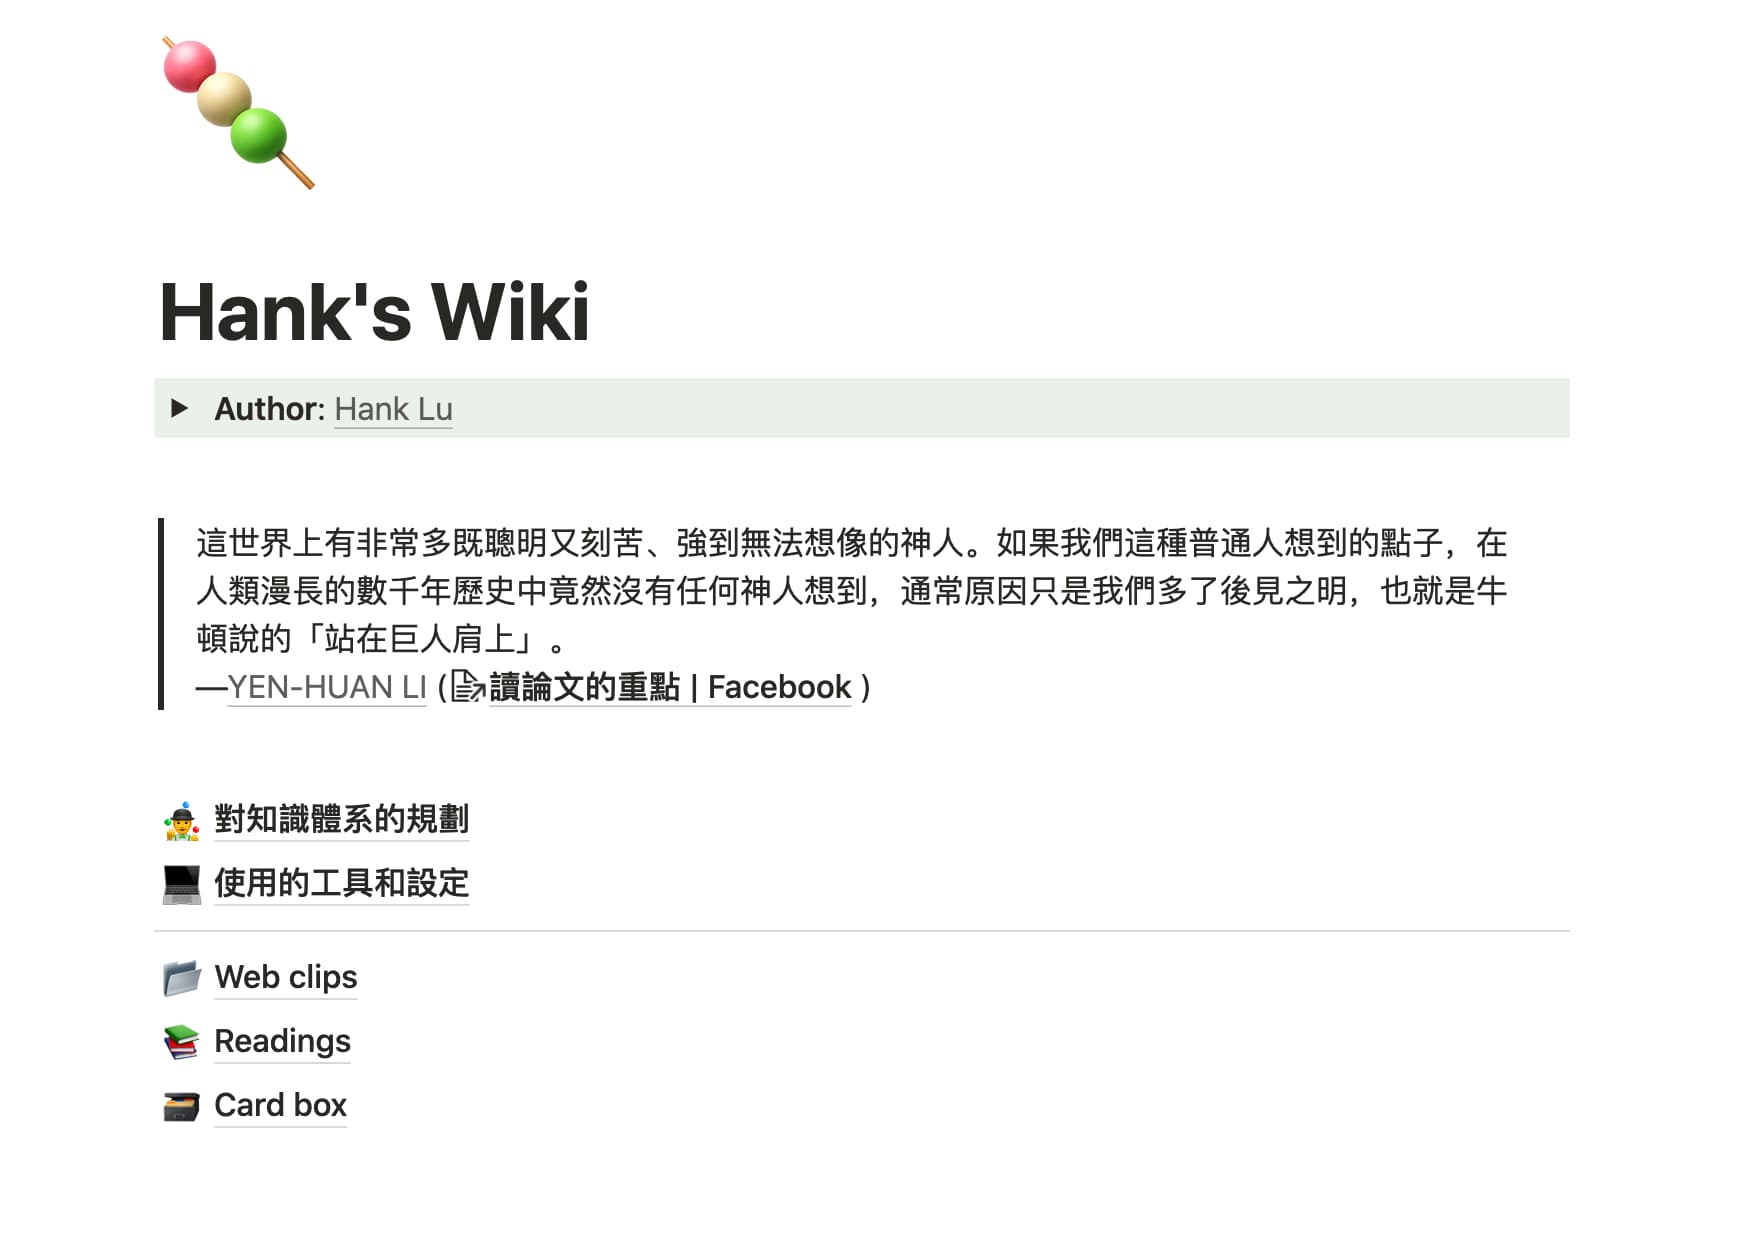 Hank's Wiki
Author: Hank Lu
這世界上有非常多既聰明又刻苦、強到無法想像的神人。如果我們這種普通人想到的點子，在
人類漫長的數千年歷史中竟然沒有任何神人想到，通常原因只是我們多了後見之明，也就是牛
頓說的「站在巨人肩上」。
—YEN-HUAN LI (讀論文的重點 | Facebook )
對知識體系的規劃
使用的工具和設定
Web clips
Readings
Card box